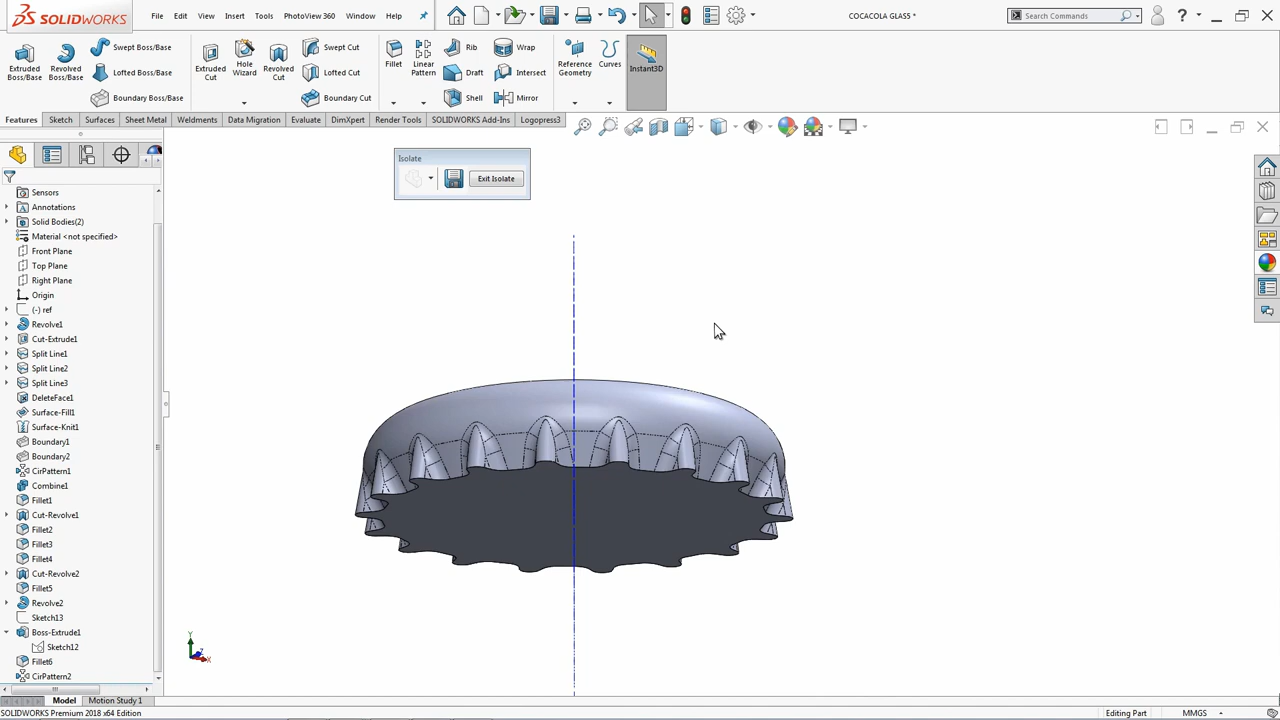 SOLIDWORKS
File Edit View Insert Tools PhotoView 360 Window Help
COCACOLA GLASS *
Search Commands
Extruded Boss/Base
Revolved Boss/Base
Swept Boss/Base
Lofted Boss/Base
Boundary Boss/Base
Extruded Cut
Hole Wizard
Revolved Cut
Swept Cut
Lofted Cut
Boundary Cut
Fillet
Linear Pattern
Rib
Draft
Shell
Wrap
Intersect
Mirror
Reference Geometry
Curves
Instant3D
Features Sketch Surfaces Sheet Metal Weldments Data Migration Evaluate DimXpert Render Tools SOLIDWORKS Add-Ins Logopress3
Isolate
Exit Isolate
Sensors
Annotations
Solid Bodies(2)
Material <not specified>
Front Plane
Top Plane
Right Plane
Origin
(-) ref
Revolve1
Cut-Extrude1
Split Line1
Split Line2
Split Line3
DeleteFace1
Surface-Fill1
Surface-Knit1
Boundary1
Boundary2
CirPattern1
Combine1
Fillet1
Cut-Revolve1
Fillet2
Fillet3
Fillet4
Cut-Revolve2
Fillet5
Revolve2
Sketch13
Boss-Extrude1
Sketch12
Fillet6
CirPattern2
Y
Z
X
Model Motion Study 1
SOLIDWORKS Premium 2018 x64 Edition
Editing Part
MMGS